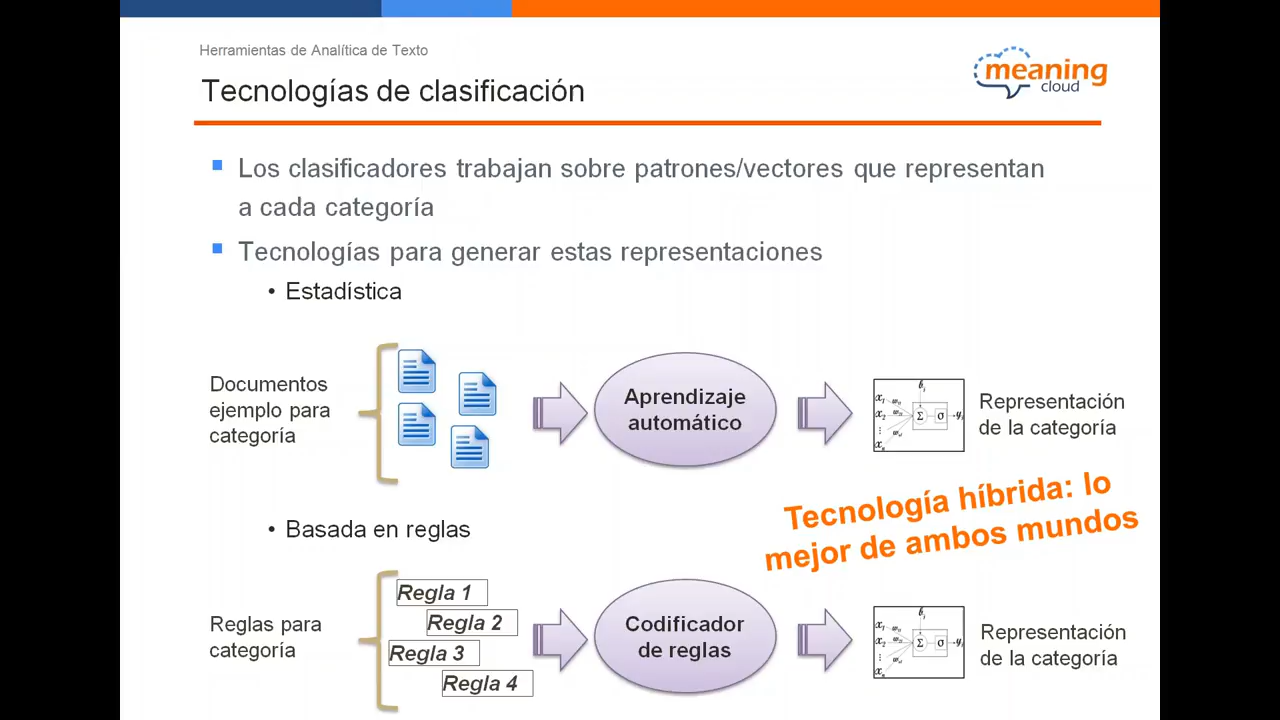 Herramientas de Analítica de Texto
Tecnologías de clasificación
meaning
cloud
Los clasificadores trabajan sobre patrones/vectores que representan
a cada categoría
Tecnologías para generar estas representaciones
• Estadística
Documentos
ejemplo para
categoría
Aprendizaje
automático
Representación
de la categoría
Tecnología híbrida: lo
mejor de ambos mundos
• Basada en reglas
Reglas para
categoría
Regla 1
Regla 2
Regla 3
Regla 4
Codificador
de reglas
Representación
de la categoría